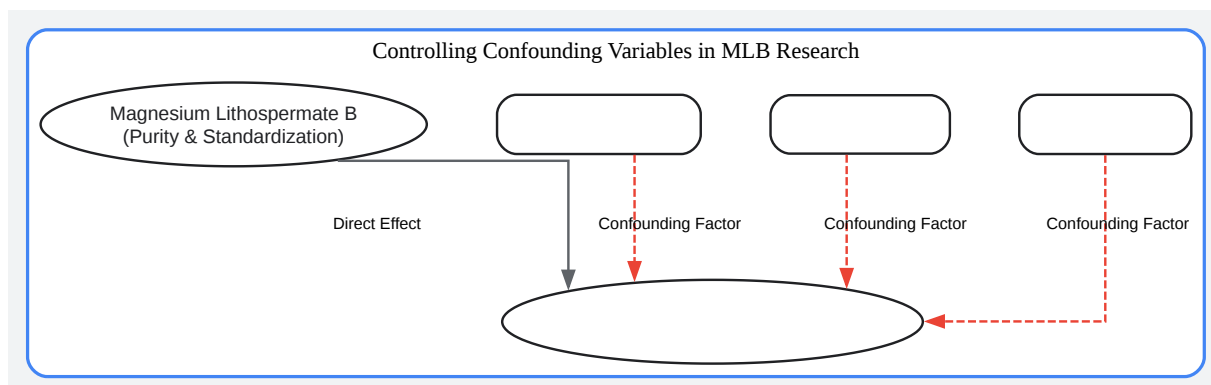 Controlling Confounding Variables in MLB Research
Magnesium Lithospermate B
(Purity & Standardization)
Direct Effect
Confounding Factor
Confounding Factor
Confounding Factor